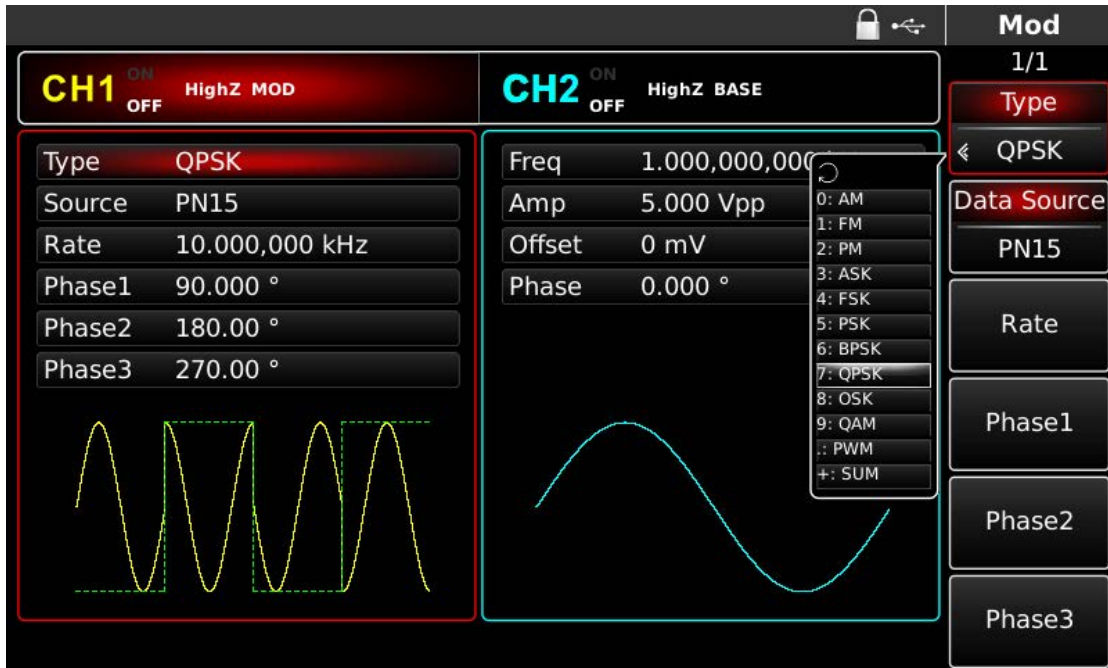 Mod
1/1
CH1 ON OFF HighZ MOD
CH2 ON OFF HighZ BASE
Type QPSK
Source PN15
Rate 10.000,000 kHz
Phase1 90.000 °
Phase2 180.00 °
Phase3 270.00 °
Freq 1.000,000,000
Amp 5.000 Vpp
Offset 0 mV
Phase 0.000 °
0: AM
1: FM
2: PM
3: ASK
4: FSK
5: PSK
6: BPSK
7: QPSK
8: OSK
9: QAM
.: PWM
+: SUM
Type
QPSK
Data Source
PN15
Rate
Phase1
Phase2
Phase3